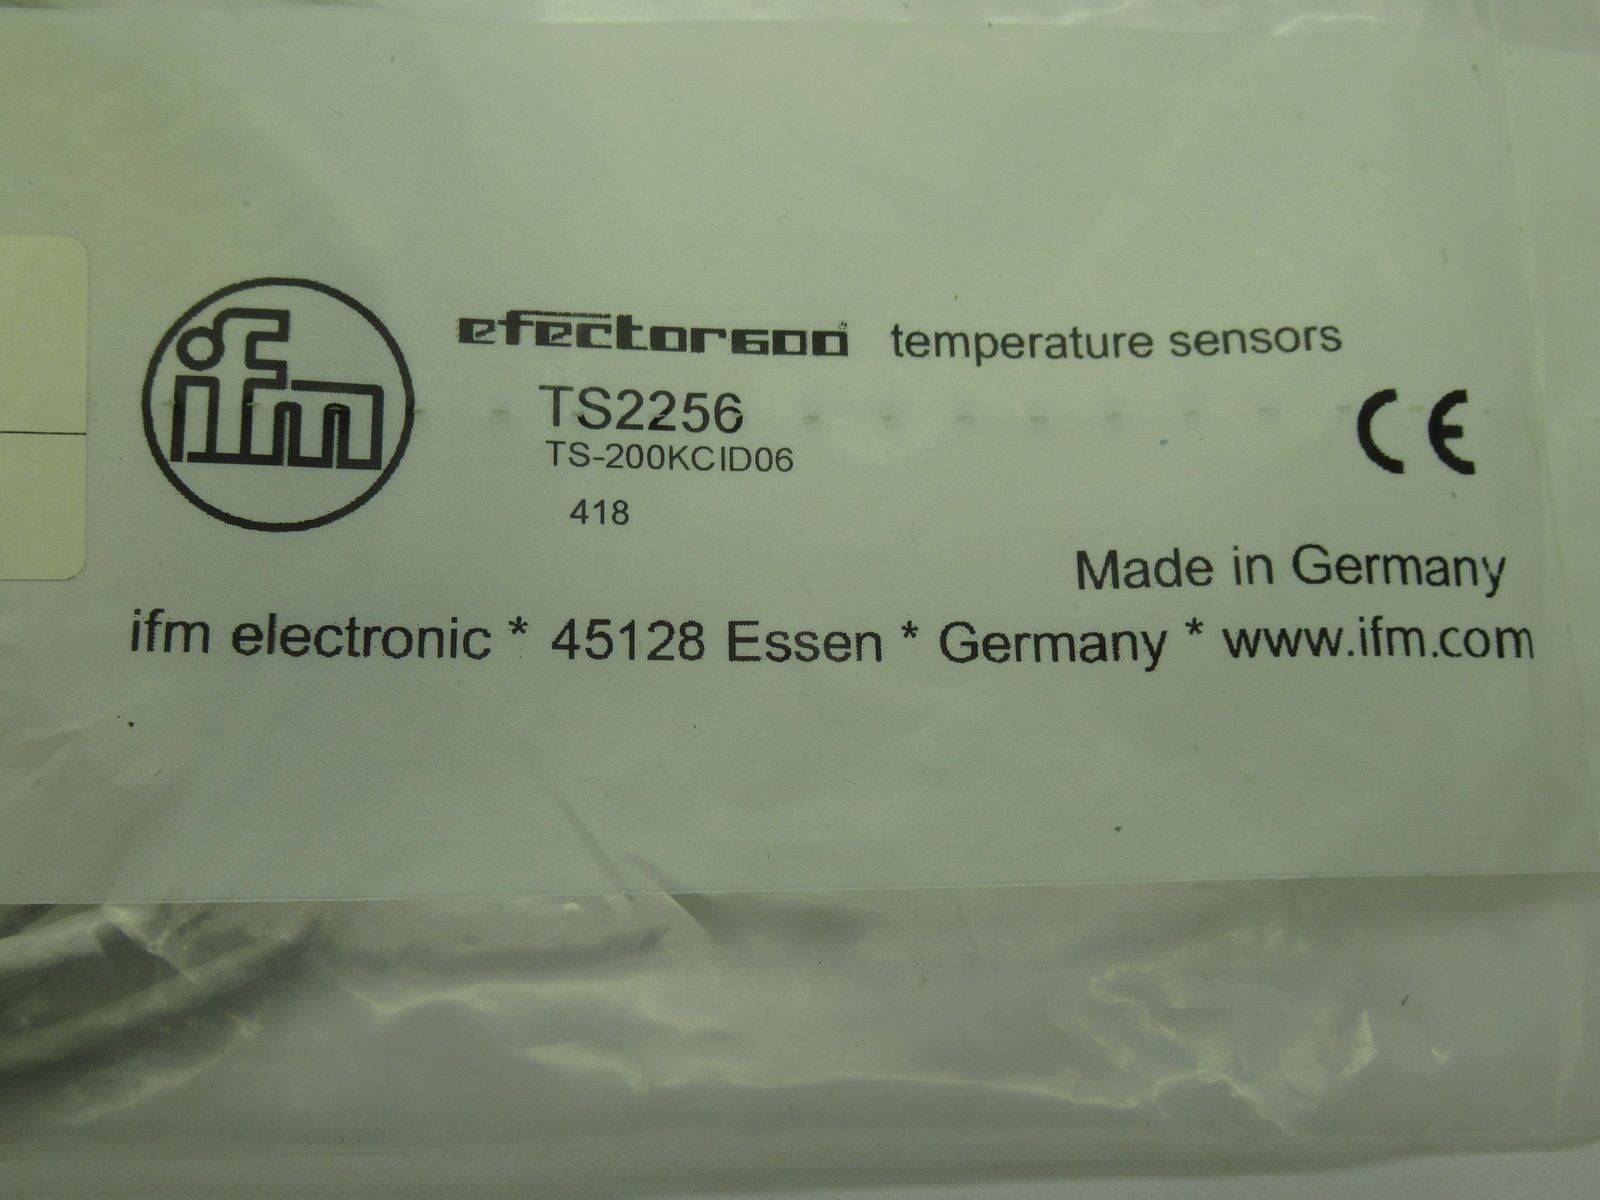 ifm
efector600 temperature sensors
TS2256
TS-200KCID06
418
CE
Made in Germany
ifm electronic * 45128 Essen * Germany * www.ifm.com